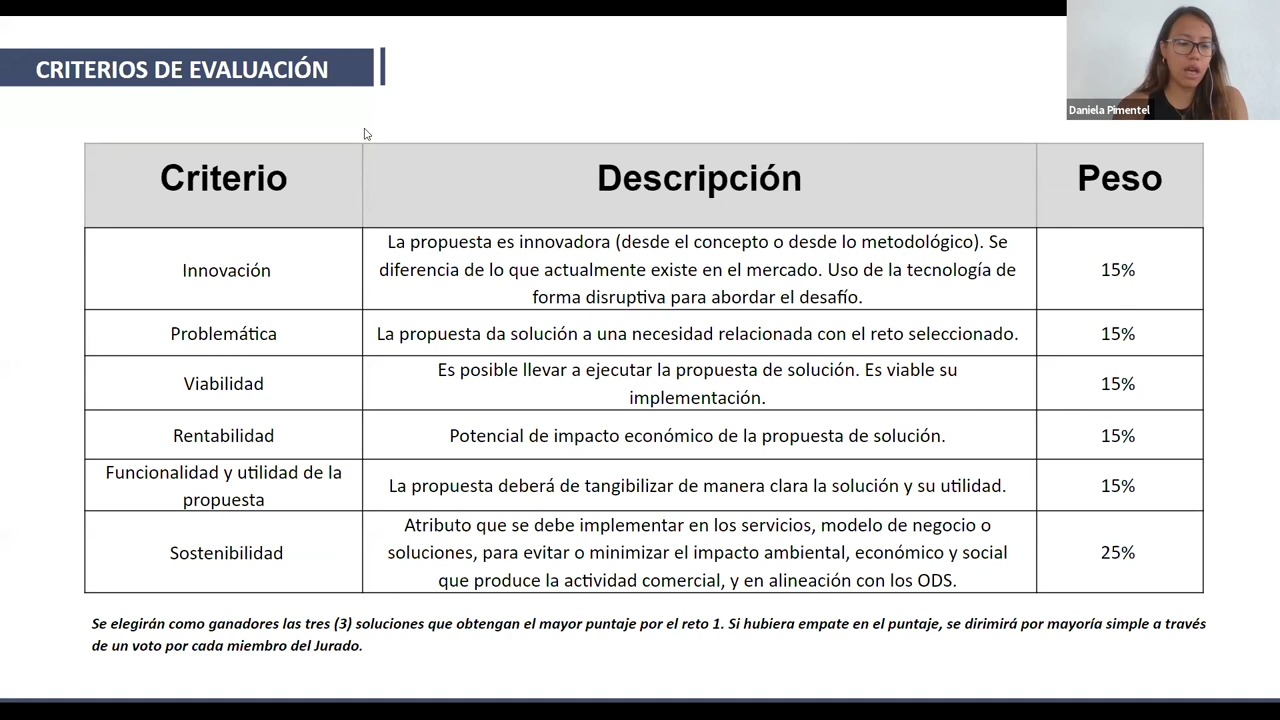 CRITERIOS DE EVALUACIÓN
Daniela Pimentel
Criterio
Descripción
Peso
Innovación
La propuesta es innovadora (desde el concepto o desde lo metodológico). Se
diferencia de lo que actualmente existe en el mercado. Uso de la tecnología de
forma disruptiva para abordar el desafío.
15%
Problemática
La propuesta da solución a una necesidad relacionada con el reto seleccionado.
15%
Viabilidad
Es posible llevar a ejecutar la propuesta de solución. Es viable su
implementación.
15%
Rentabilidad
Potencial de impacto económico de la propuesta de solución.
15%
Funcionalidad y utilidad de la
propuesta
La propuesta deberá de tangibilizar de manera clara la solución y su utilidad.
15%
Sostenibilidad
Atributo que se debe implementar en los servicios, modelo de negocio o
soluciones, para evitar o minimizar el impacto ambiental, económico y social
que produce la actividad comercial, y en alineación con los ODS.
25%
Se elegirán como ganadores las tres (3) soluciones que obtengan el mayor puntaje por el reto 1. Si hubiera empate en el puntaje, se dirimirá por mayoría simple a través
de un voto por cada miembro del Jurado.